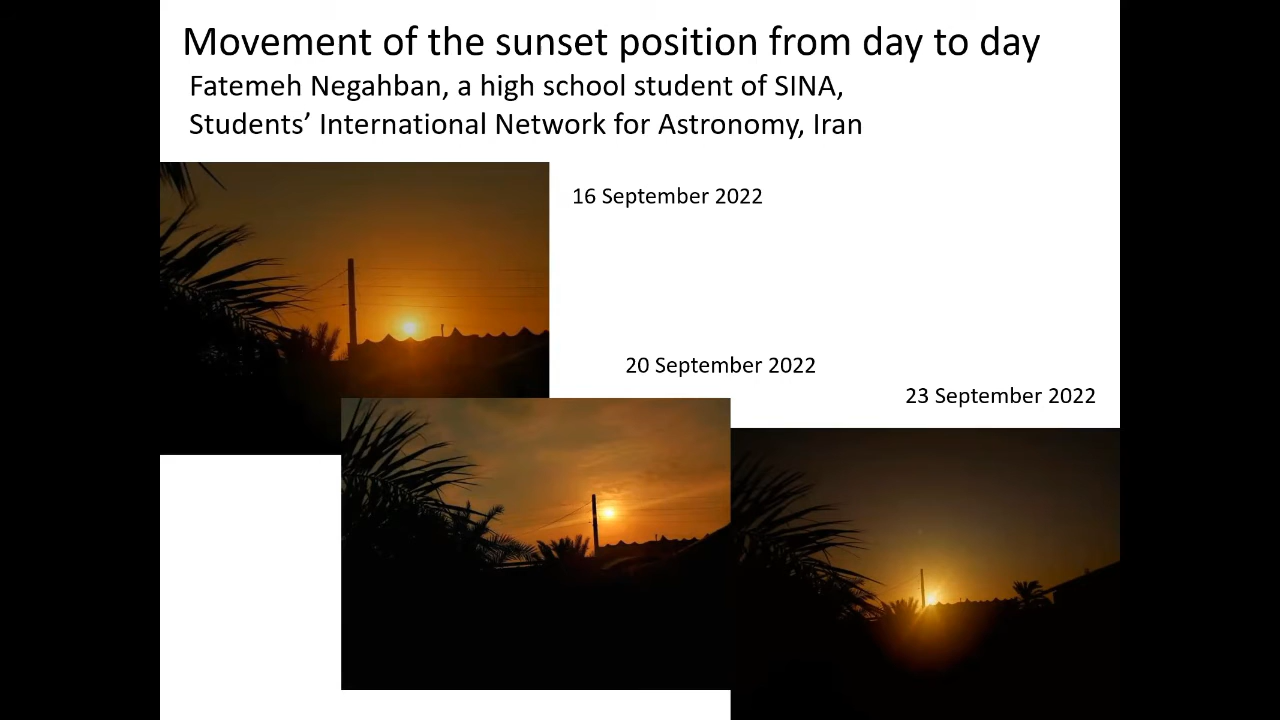 Movement of the sunset position from day to day
Fatemeh Negahban, a high school student of SINA,
Students’ International Network for Astronomy, Iran
16 September 2022
20 September 2022
23 September 2022